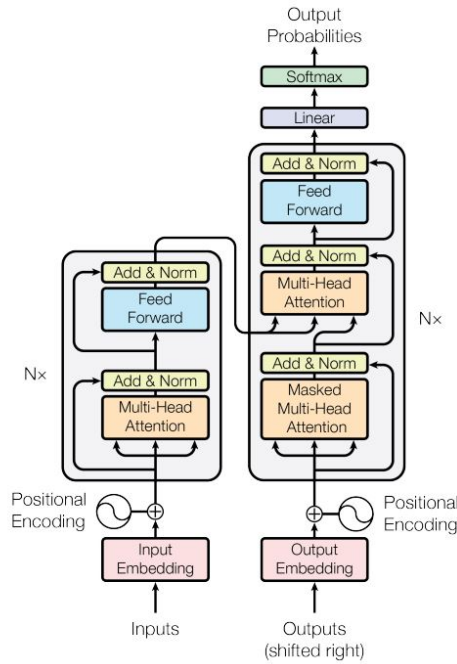 Output
Probabilities
Softmax
Linear
Add & Norm
Feed
Forward
Add & Norm
Multi-Head
Attention
Add & Norm
Masked
Multi-Head
Attention
Nx
Positional
Encoding
Output
Embedding
Outputs
(shifted right)
Add & Norm
Feed
Forward
Add & Norm
Multi-Head
Attention
Nx
Positional
Encoding
Input
Embedding
Inputs